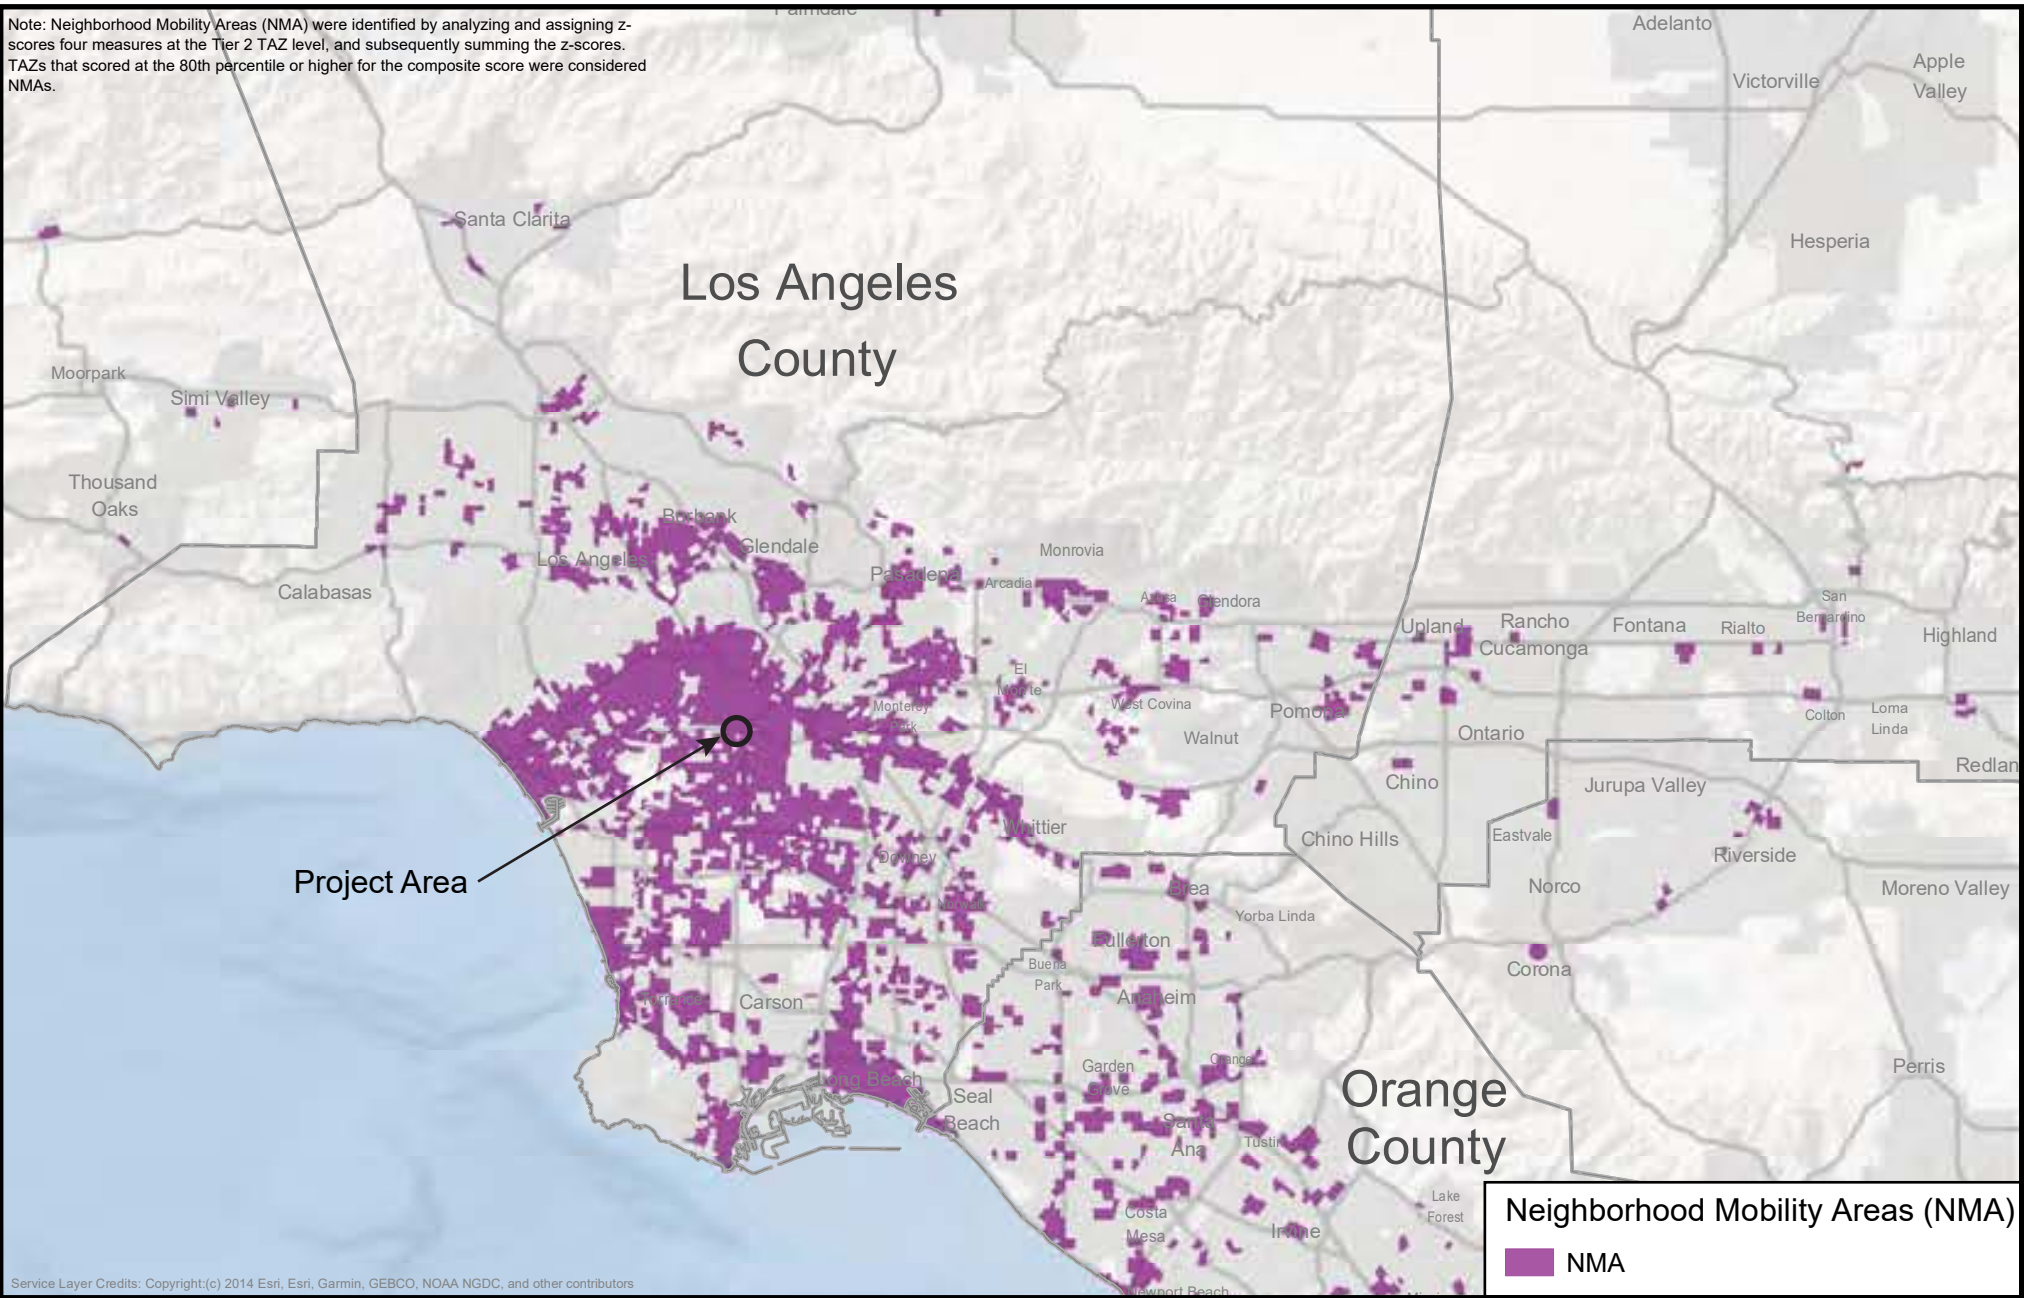 Palmdale
Note: Neighborhood Mobility Areas (NMA) were identified by analyzing and assigning z-
scores four measures at the Tier 2 TAZ level, and subsequently summing the z-scores.
TAZs that scored at the 80th percentile or higher for the composite score were considered
NMAs.
Adelanto
Apple
Valley
Victorville
Santa Clarita
Hesperia
Los Angeles
County
Moorpark
Simi Valley
Thousand
Oaks
Burbank
Glendale
Los Angeles
Monrovia
Pasadena
Arcadia
Calabasas
Azusa
Glendora
San
Bernardino
Upland
Rancho
Cucamonga
Fontana
Rialto
Highland
El
Monte
Monterey
Park
West Covina
Pomona
Walnut
Ontario
Colton
Loma
Linda
Redlan
Chino
Jurupa Valley
Whittier
Chino Hills
Eastvale
Riverside
Downey
Project Area
Norco
Moreno Valley
Brea
Norwalk
Yorba Linda
Fullerton
Buena
Park
Corona
Anaheim
Torrance
Carson
Orange
Garden
Grove
Long Beach
Seal
Beach
Orange
County
Perris
Santa
Ana
Tustin
Lake
Forest
Costa
Mesa
Irvine
Newport Beach
Neighborhood Mobility Areas (NMA)
NMA
Service Layer Credits: Copyright:(c) 2014 Esri, Esri, Garmin, GEBCO, NOAA NGDC, and other contributors